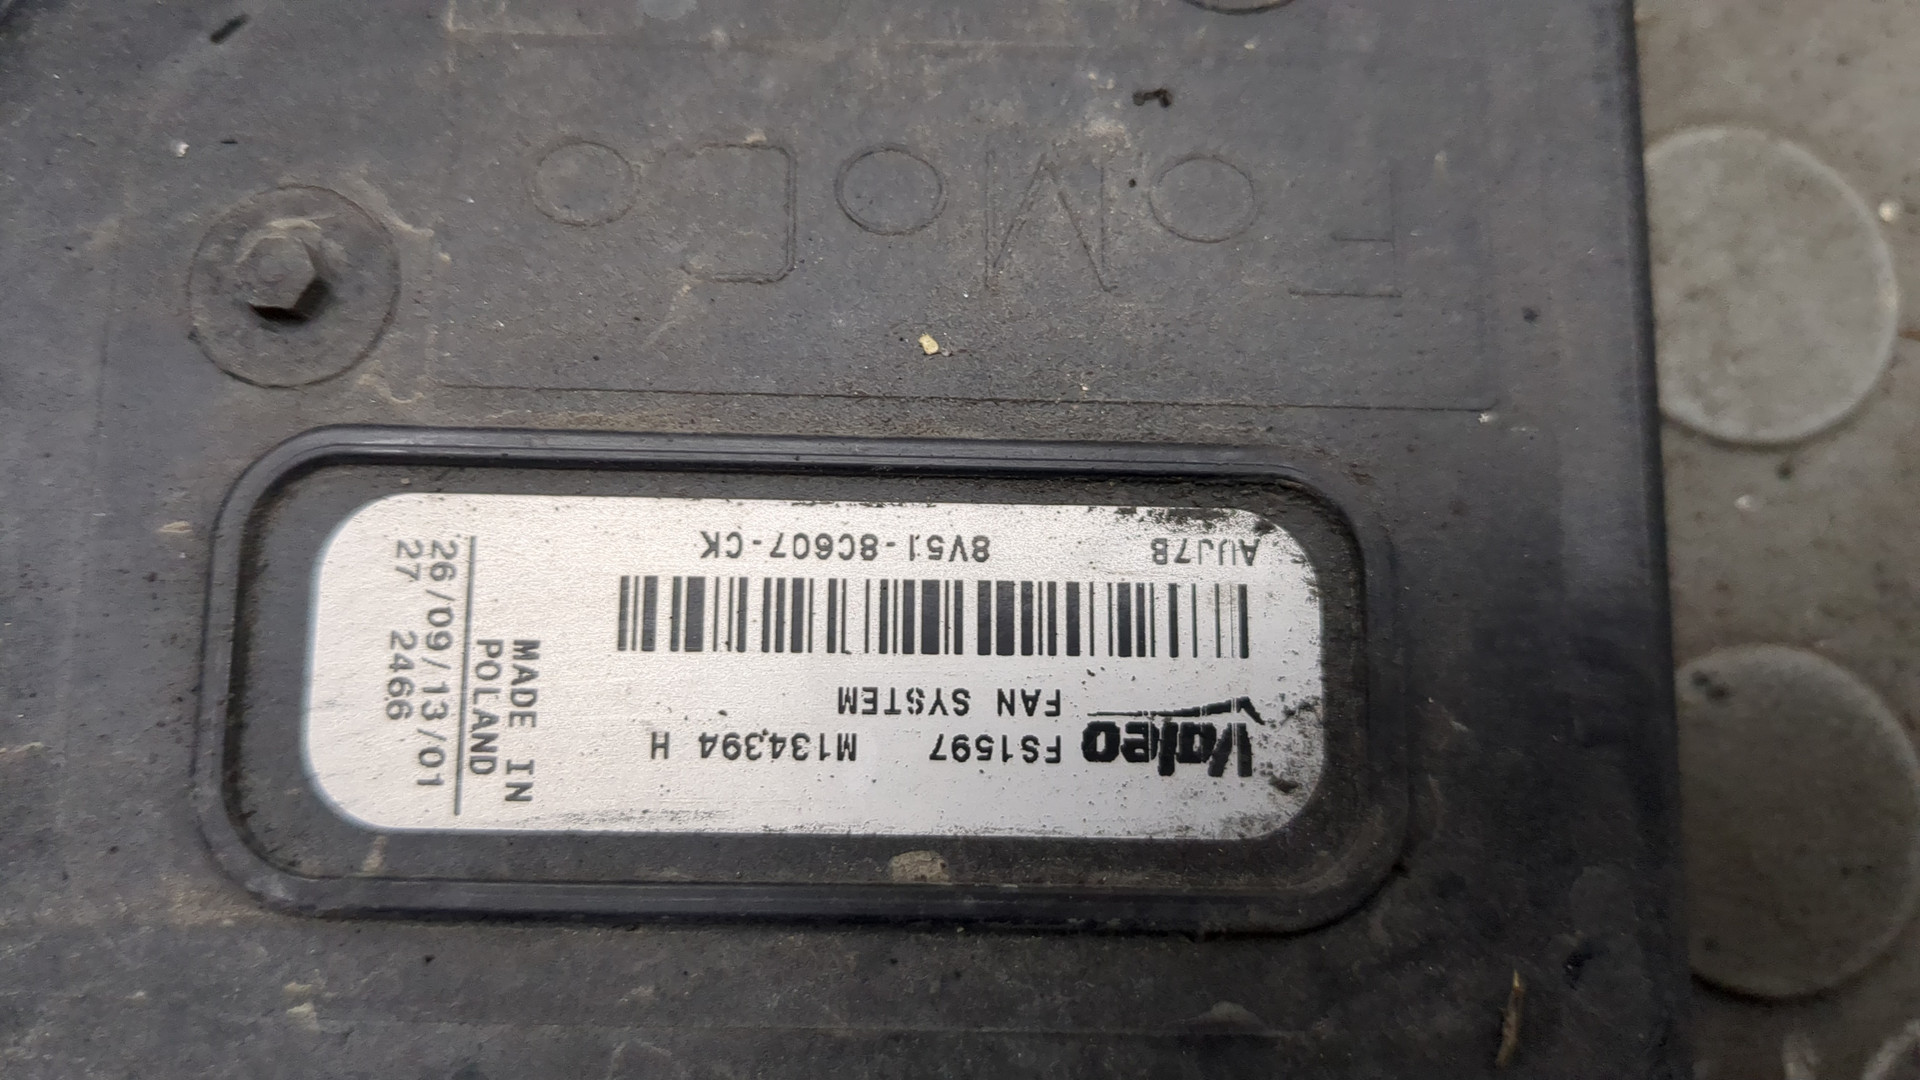 Valeo FS1597 M134394 H
FAN SYSTEM
AUJ7B 8V51-8C607-CK
MADE IN
POLAND
26/09/13/01
27 2466
FoMoCo